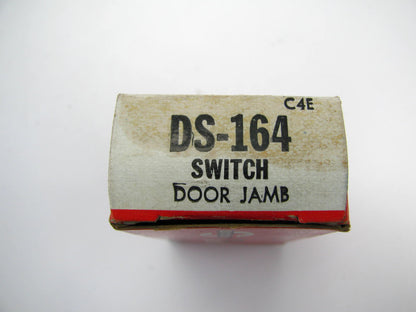 C4E
DS-164
SWITCH
DOOR JAMB